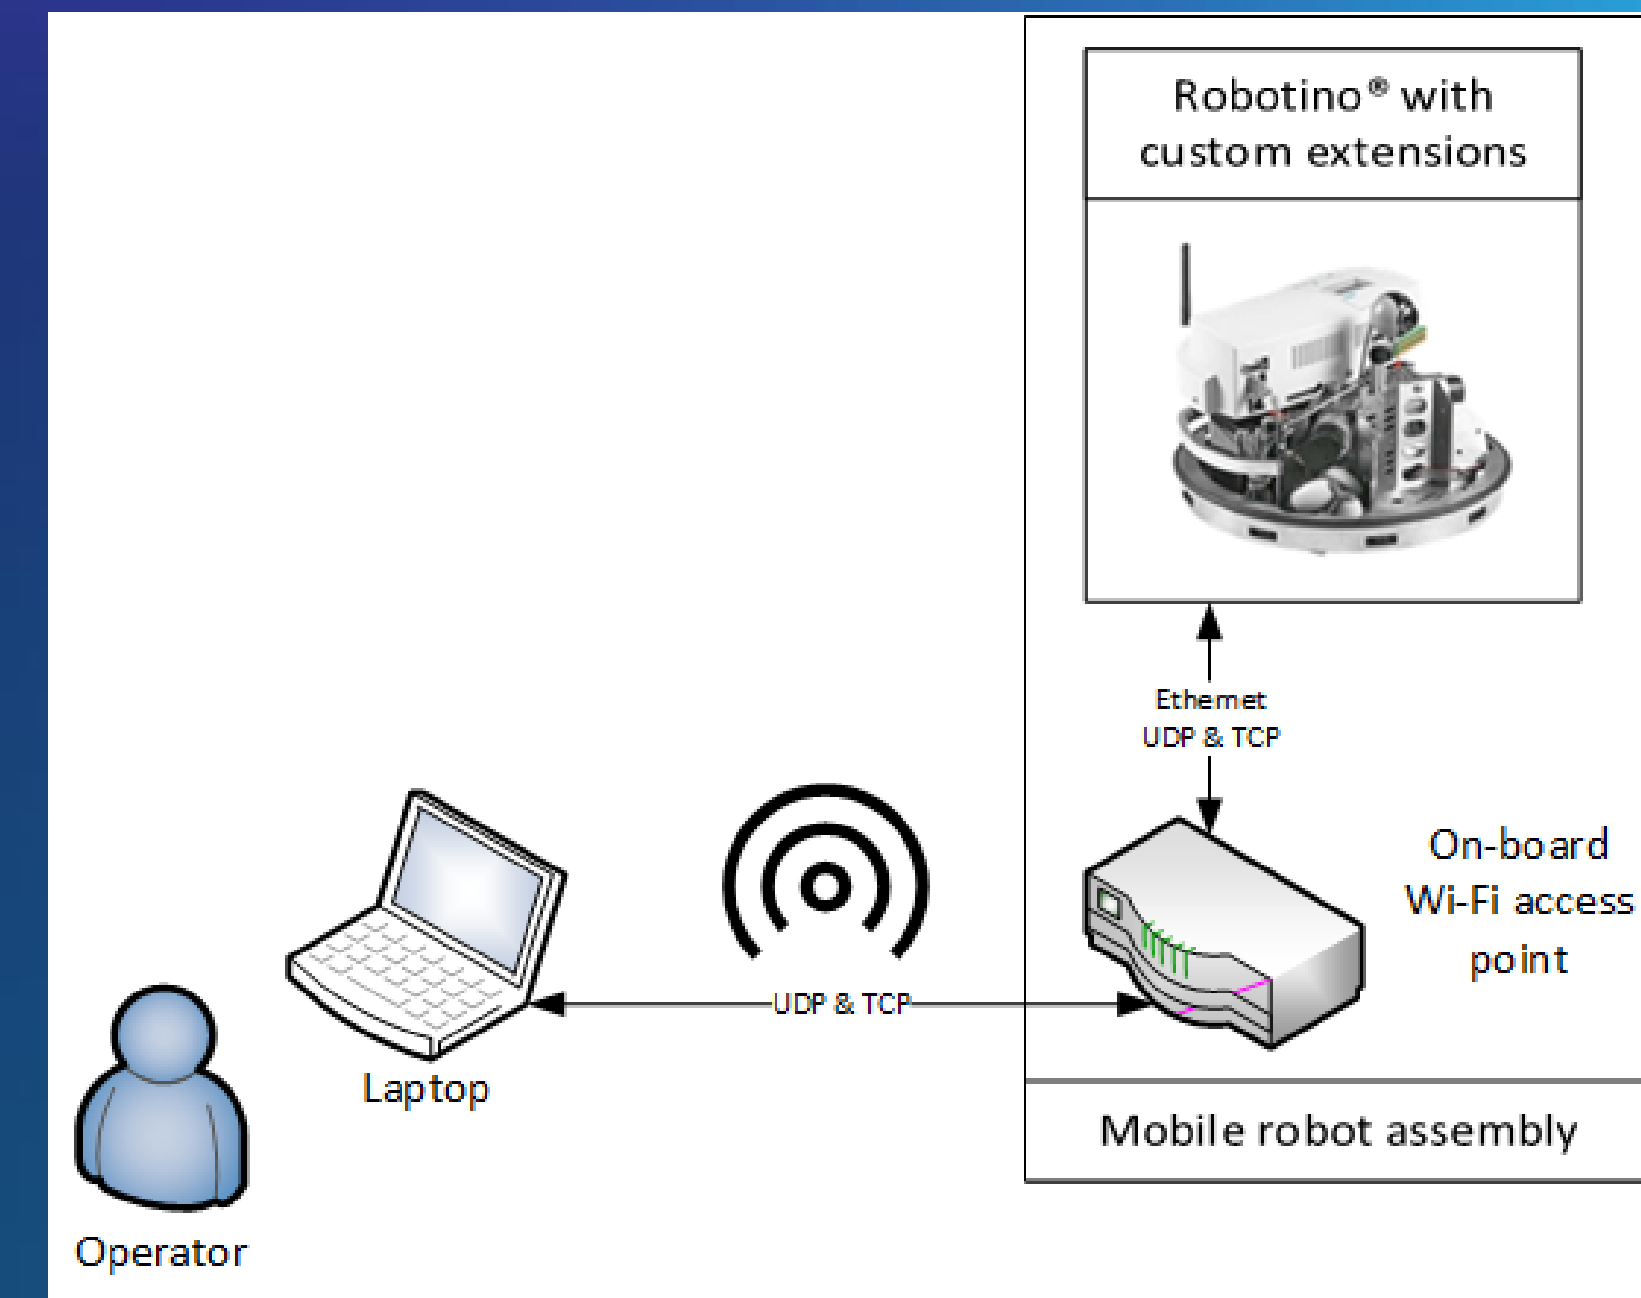 Robotino® with
custom extensions
Ethernet
UDP & TCP
On-board
Wi-Fi access
point
UDP & TCP
Laptop
Mobile robot assembly
Operator